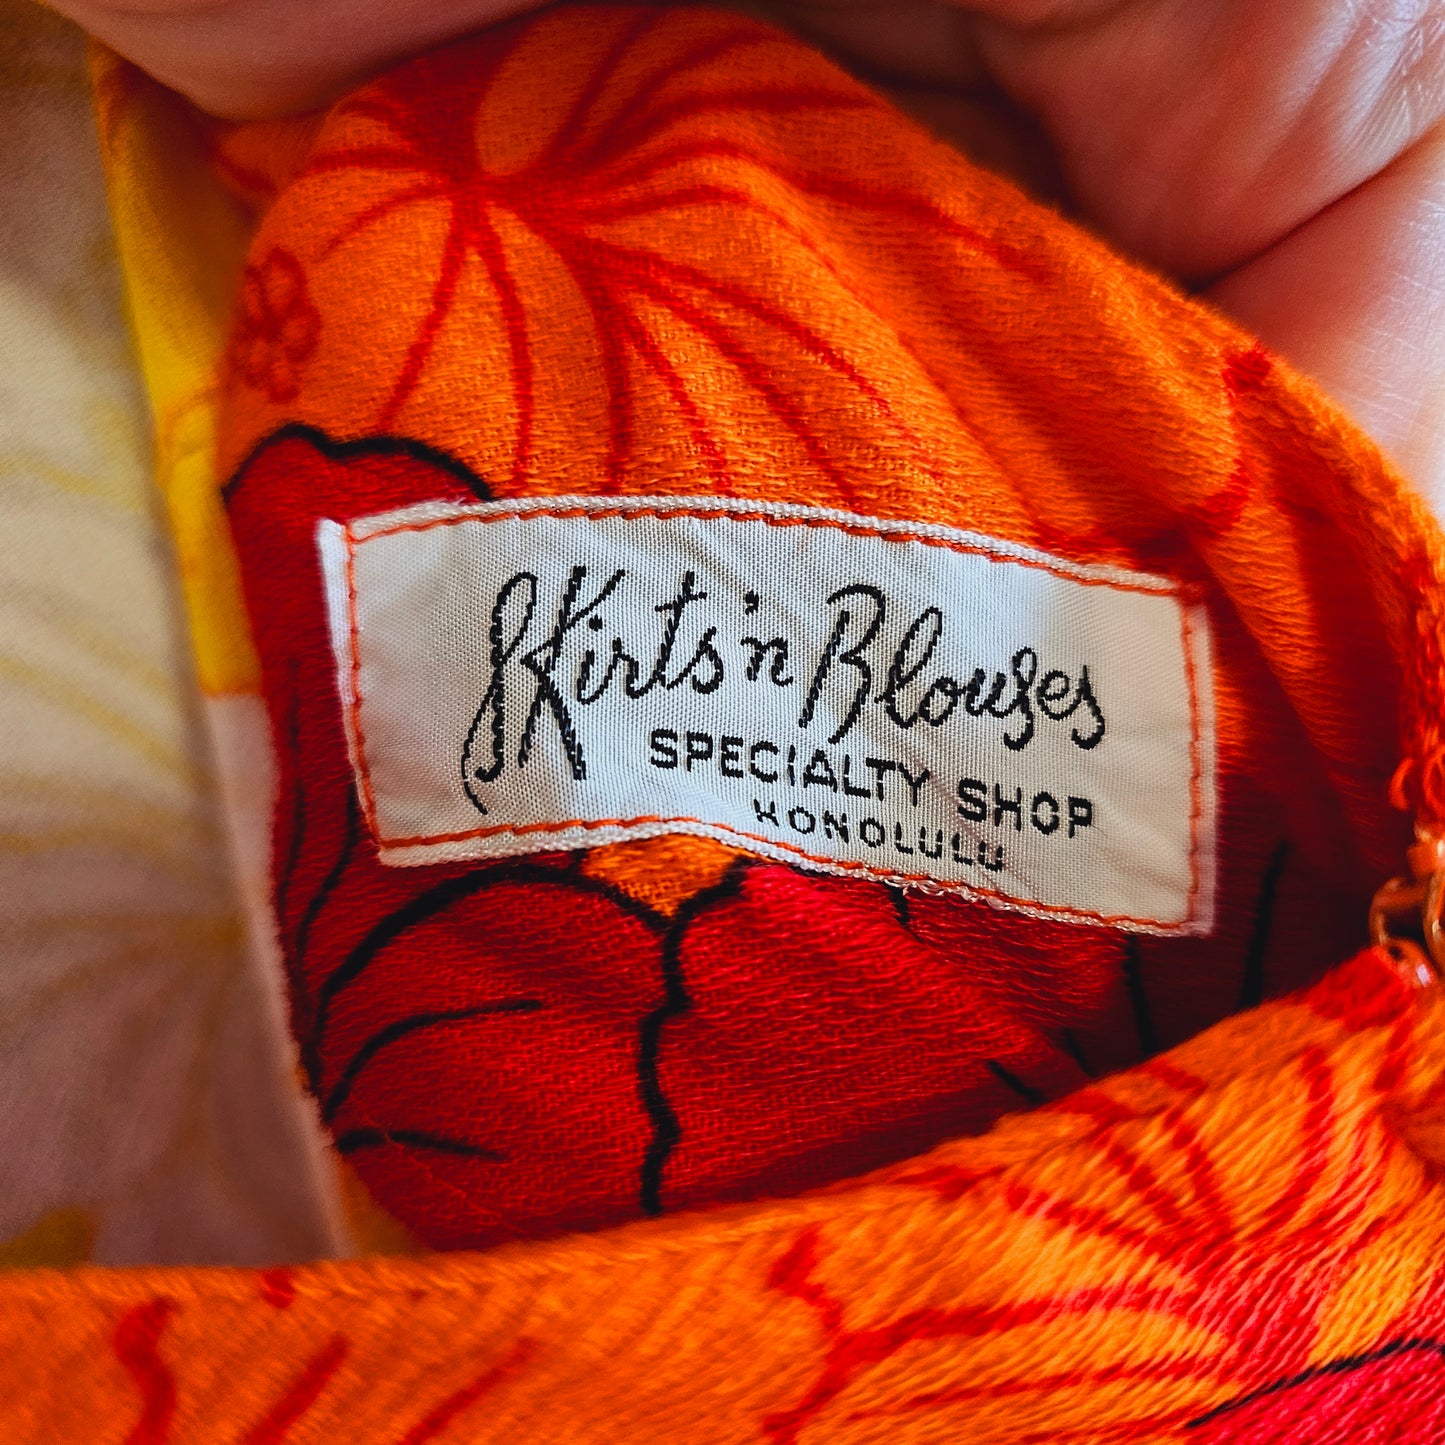 SKirts 'n Blouses
SPECIALTY SHOP
HONOLULU